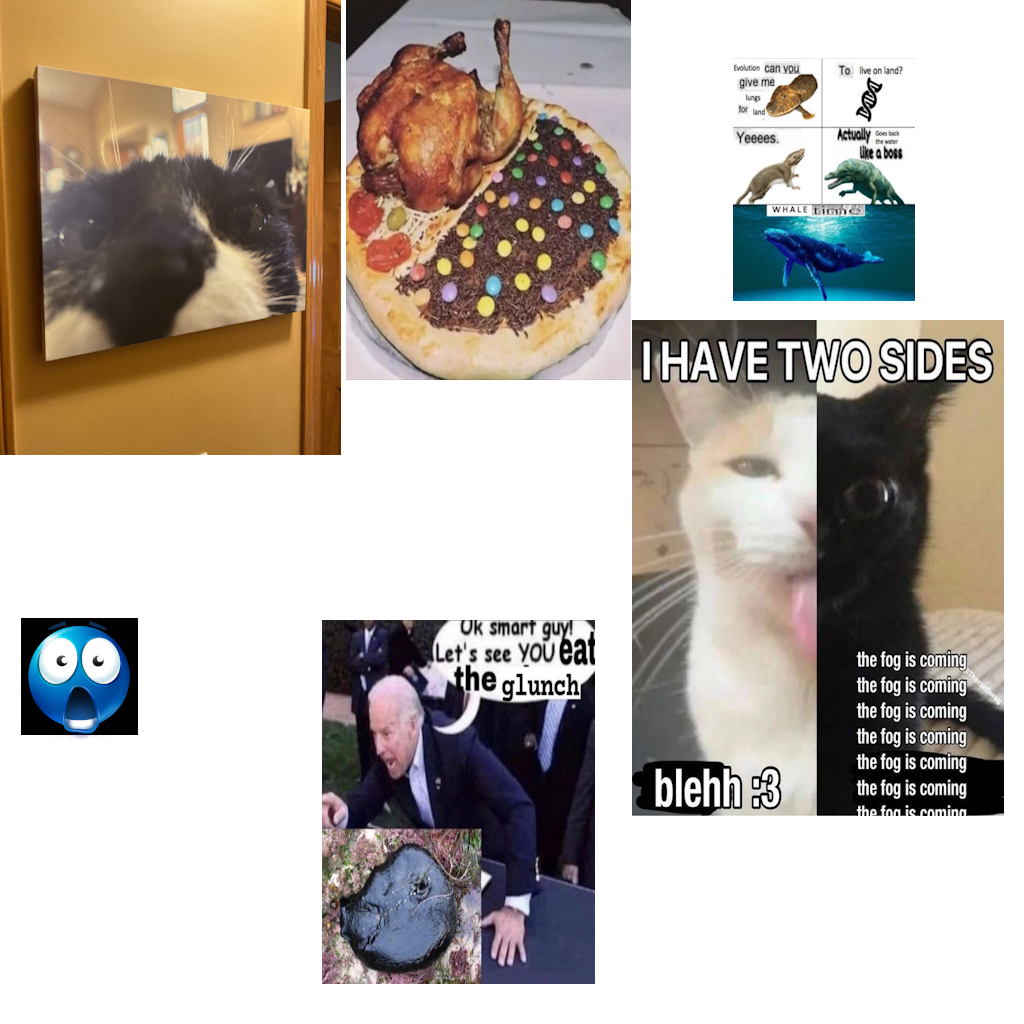 Evolution can you
give me
lungs
for land
To live on land?
Yeeees.
Actually Goes back
the water
like a boss
WHALE time
I HAVE TWO SIDES
blehh :3
the fog is coming
the fog is coming
the fog is coming
the fog is coming
the fog is coming
the fog is coming
the fog is coming
Ok smart guy!
Let's see YOU eat
the glunch